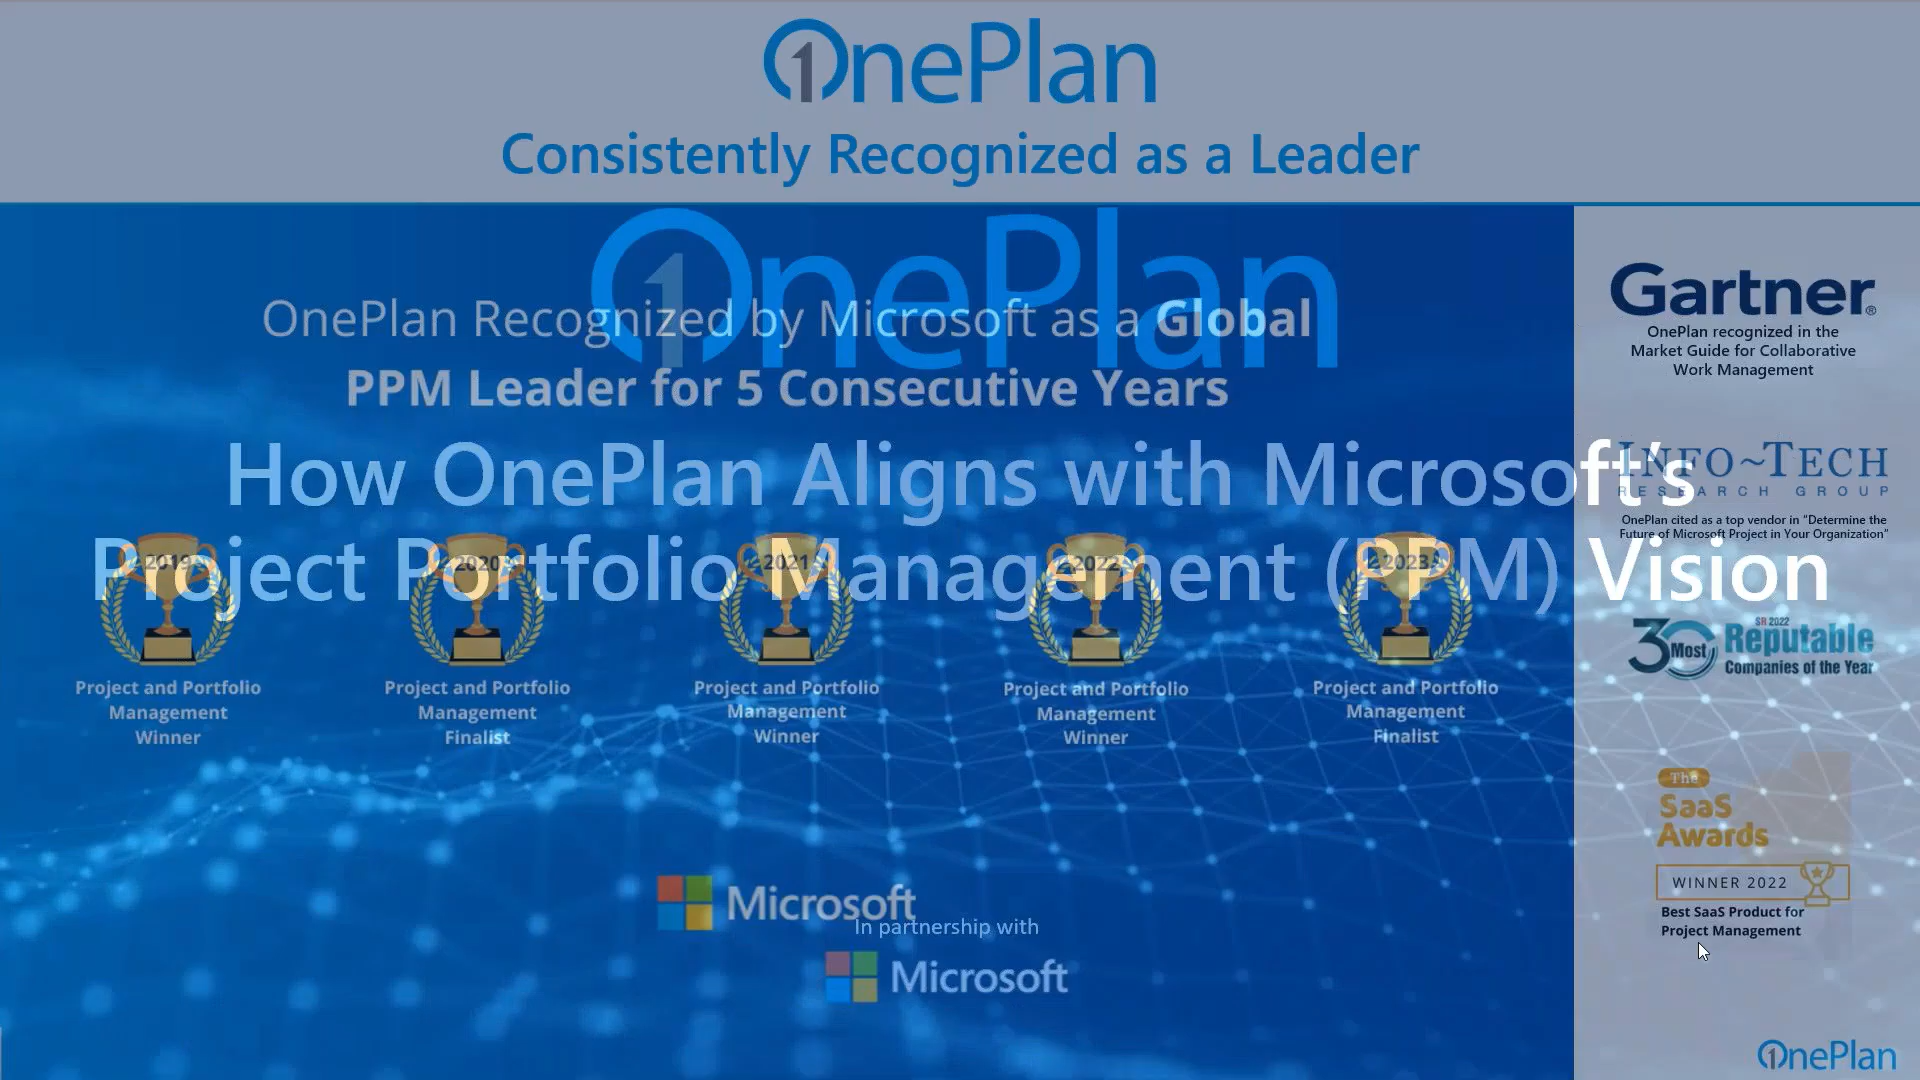 OnePlan
Consistently Recognized as a Leader
OnePlan
OnePlan Recognized by Microsoft as a Global
PPM Leader for 5 Consecutive Years
How OnePlan Aligns with Microsoft's
Project Portfolio Management (PPM) Vision
2019
Project and Portfolio
Management
Winner
2020
Project and Portfolio
Management
Finalist
2021
Project and Portfolio
Management
Winner
2022
Project and Portfolio
Management
Winner
2023
Project and Portfolio
Management
Finalist
Microsoft
In partnership with
Microsoft
Gartner®
OnePlan recognized in the
Market Guide for Collaborative
Work Management
INFO~TECH
RESEARCH GROUP
OnePlan cited as a top vendor in "Determine the
Future of Microsoft Project in Your Organization"
SR 2022
30 Most Reputable
Companies of the Year
The
SaaS
Awards
WINNER 2022
Best SaaS Product for
Project Management
OnePlan